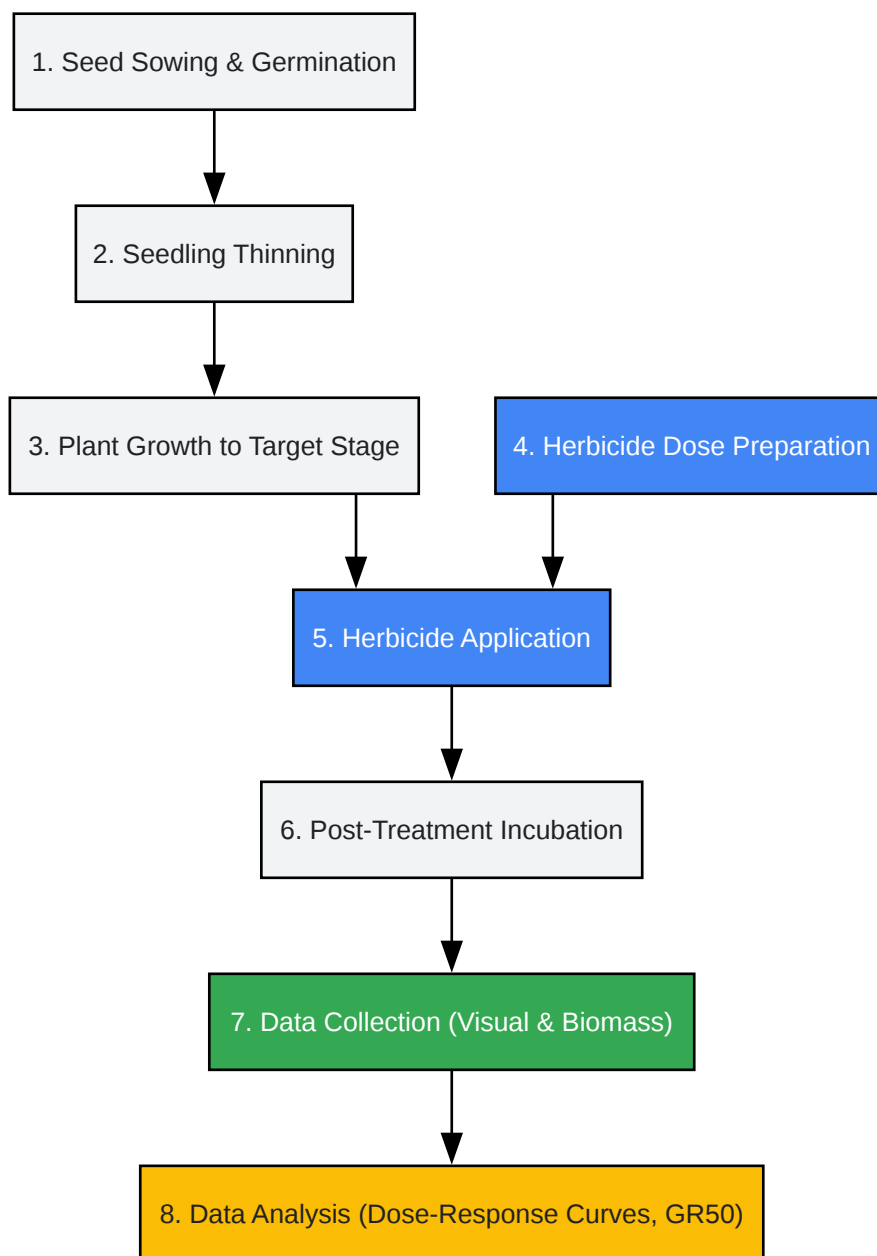 1. Seed Sowing & Germination
2. Seedling Thinning
3. Plant Growth to Target Stage
4. Herbicide Dose Preparation
5. Herbicide Application
6. Post-Treatment Incubation
7. Data Collection (Visual & Biomass)
8. Data Analysis (Dose-Response Curves, GR50)